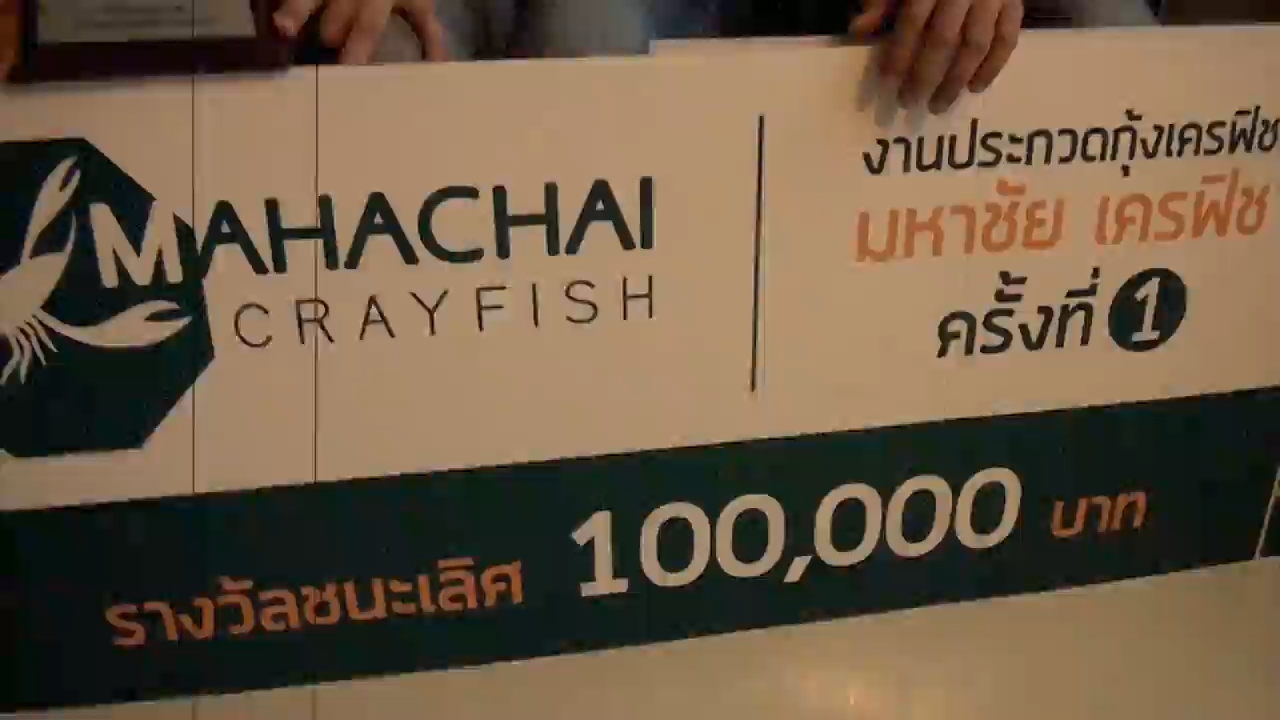 MAHACHAI
CRAYFISH
งานประกวดกุ้งเครฟิช
มหาชัย เครฟิช
ครั้งที่ 1
รางวัลชนะเลิศ 100,000 บาท